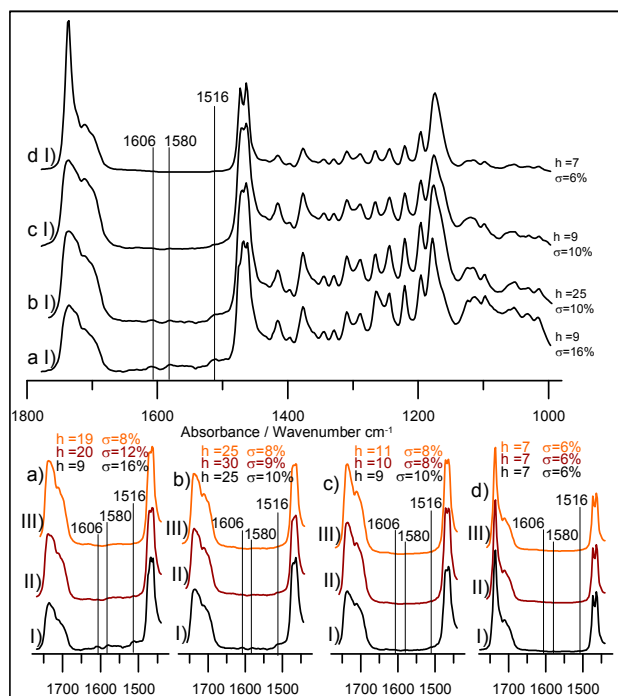 1516
1606 1580
d I)
h =7
σ=6%
c I)
h =9
σ=10%
b I)
h =25
σ=10%
a I)
h =9
σ=16%
1800 1600 1400 1200 1000
Absorbance / Wavenumber cm-1
a)
h =19 σ=8%
h =20 σ=12%
h =9 σ=16%
1516
1580
1606
III)
II)
I)
1700 1600 1500
b)
h =25 σ=8%
h =30 σ=9%
h =25 σ=10%
1516
1606
1580
III)
II)
I)
1700 1600 1500
c)
h =11 σ=8%
h =10 σ=8%
h =9 σ=10%
1516
1606
1580
III)
II)
I)
1700 1600 1500
d)
h =7 σ=6%
h =7 σ=6%
h =7 σ=6%
1516
1606
1580
III)
II)
I)
1700 1600 1500